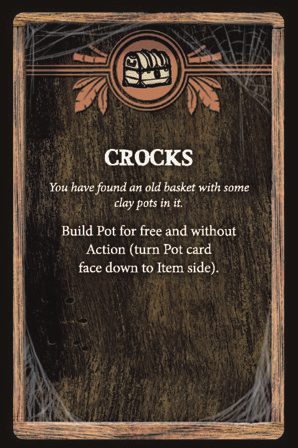 CROCKS
You have found an old basket with some
clay pots in it.
Build Pot for free and without
Action (turn Pot card
face down to Item side).